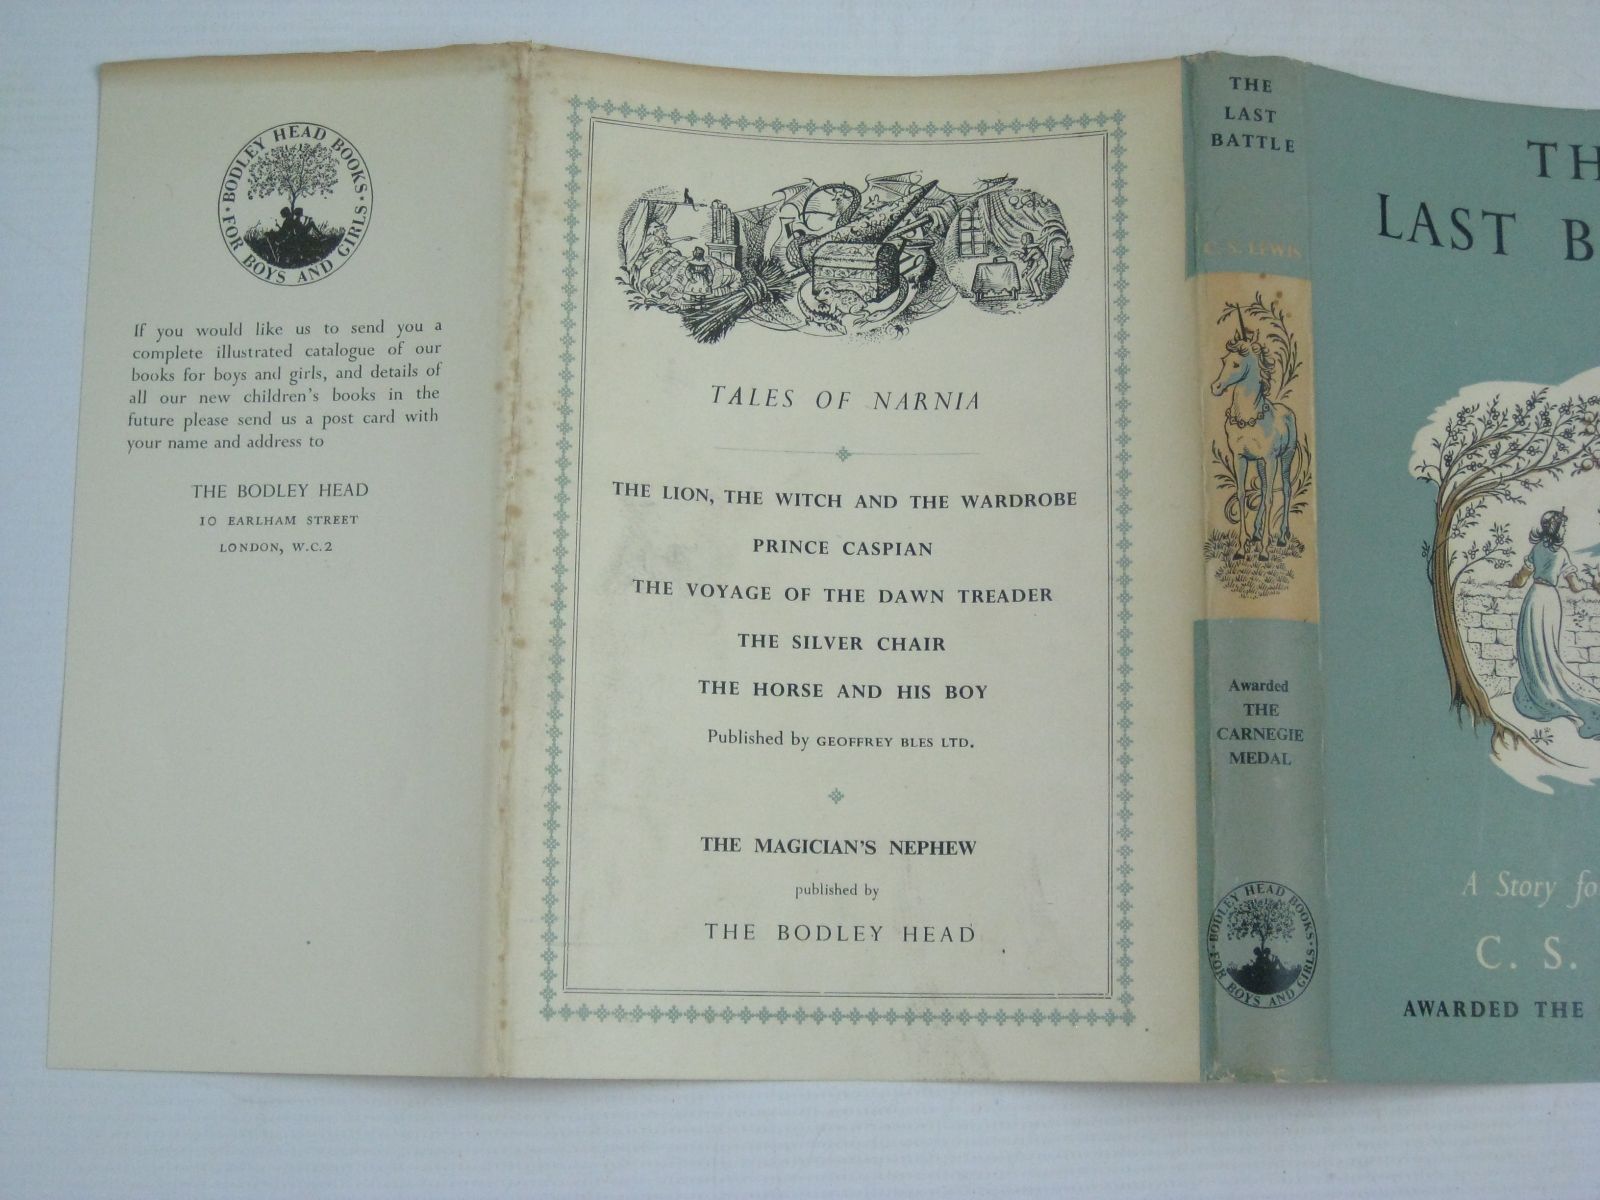 BODLEY HEAD BOOKS
· FOR BOYS AND GIRLS ·
If you would like us to send you a
complete illustrated catalogue of our
books for boys and girls, and details of
all our new children's books in the
future please send us a post card with
your name and address to
THE BODLEY HEAD
10 EARLHAM STREET
LONDON, W.C.2
TALES OF NARNIA
THE LION, THE WITCH AND THE WARDROBE
PRINCE CASPIAN
THE VOYAGE OF THE DAWN TREADER
THE SILVER CHAIR
THE HORSE AND HIS BOY
Published by GEOFFREY BLES LTD.
THE MAGICIAN'S NEPHEW
published by
THE BODLEY HEAD
THE
LAST
BATTLE
C. S. LEWIS
Awarded
THE
CARNEGIE
MEDAL
BODLEY HEAD BOOKS
· FOR BOYS AND GIRLS ·
TH
LAST B
A Story fo
C. S.
AWARDED THE